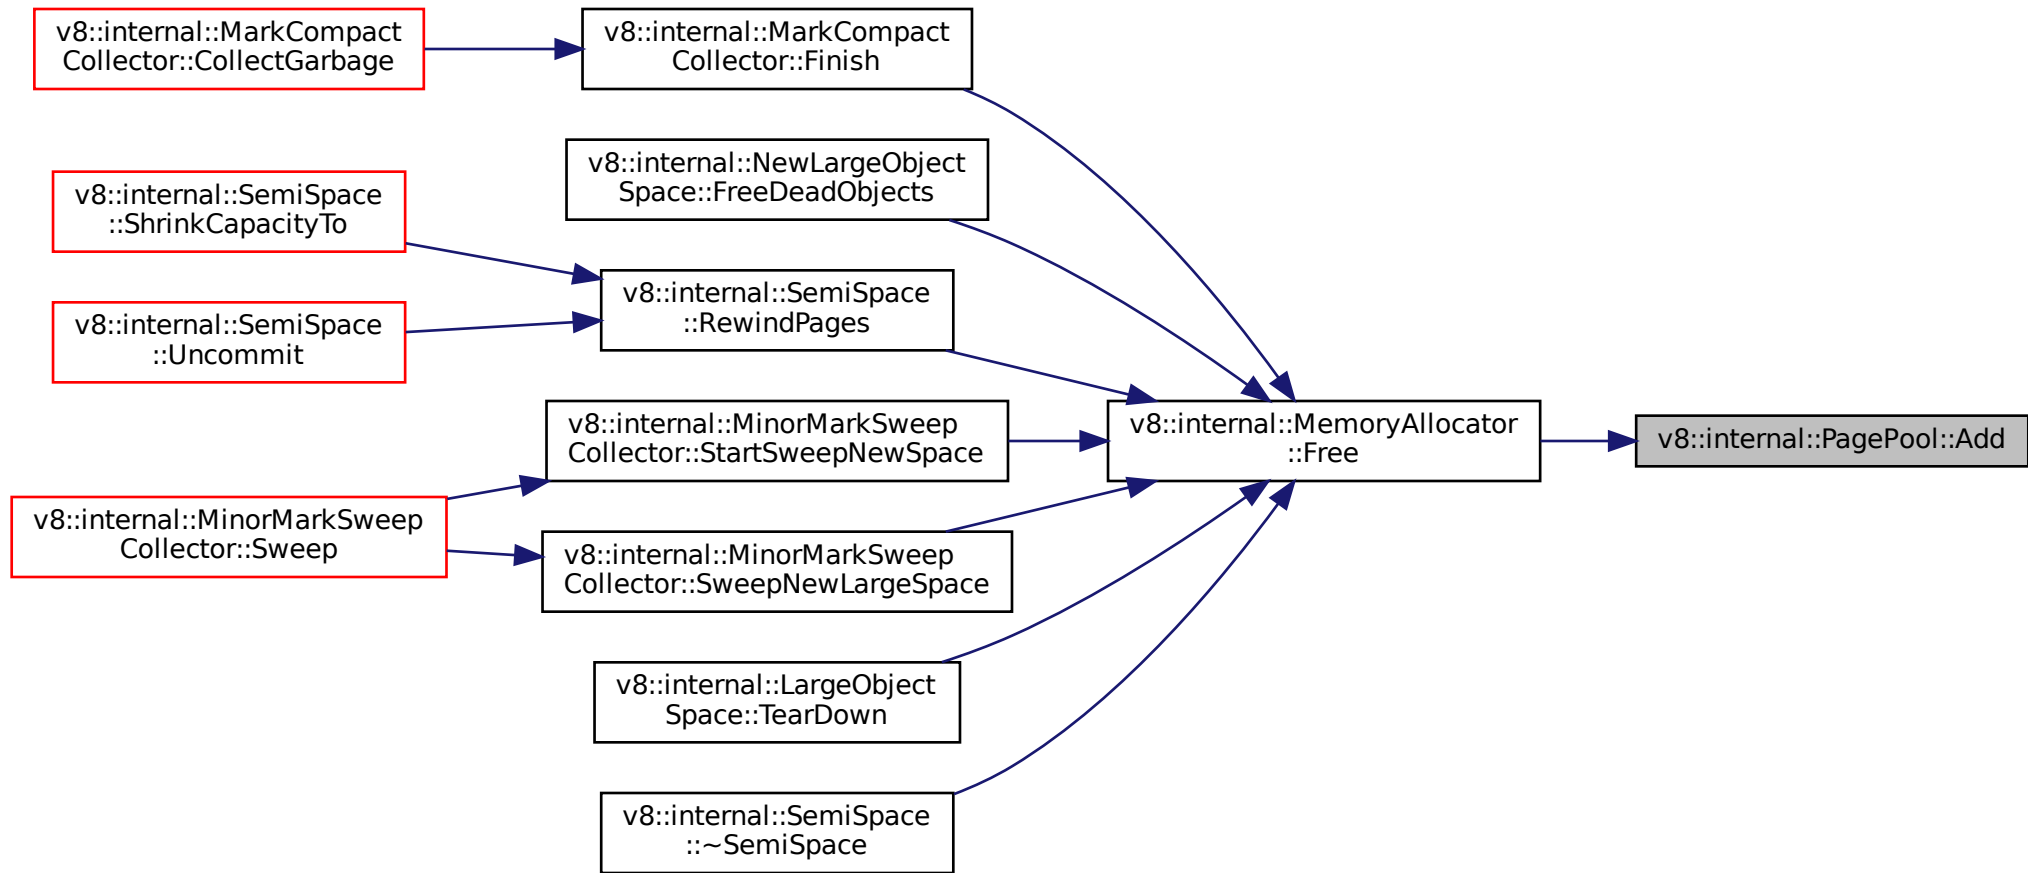 v8::internal::MarkCompact
Collector::CollectGarbage
v8::internal::MarkCompact
Collector::Finish
v8::internal::NewLargeObject
Space::FreeDeadObjects
v8::internal::SemiSpace
::ShrinkCapacityTo
v8::internal::SemiSpace
::RewindPages
v8::internal::SemiSpace
::Uncommit
v8::internal::MinorMarkSweep
Collector::StartSweepNewSpace
v8::internal::MemoryAllocator
::Free
v8::internal::PagePool::Add
v8::internal::MinorMarkSweep
Collector::Sweep
v8::internal::MinorMarkSweep
Collector::SweepNewLargeSpace
v8::internal::LargeObject
Space::TearDown
v8::internal::SemiSpace
::~SemiSpace